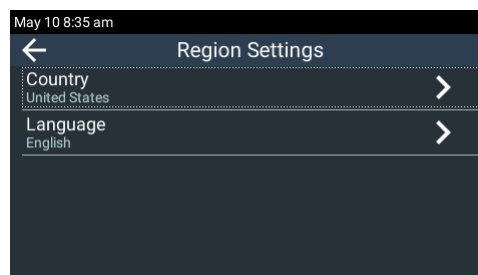 May 10 8:35 am
Region Settings
Country
United States
Language
English